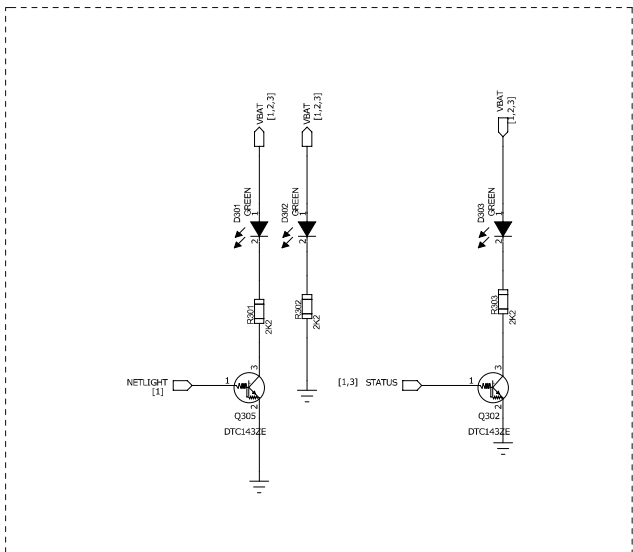 VBAT
[1,2,3]
VBAT
[1,2,3]
VBAT
[1,2,3]
D301
GREEN
1
2
D302
GREEN
1
2
D303
GREEN
1
2
R301
2K2
R302
2K2
R303
2K2
NETLIGHT
[1]
1
3
2
Q305
DTC143ZE
[1,3] STATUS
1
3
2
Q302
DTC143ZE